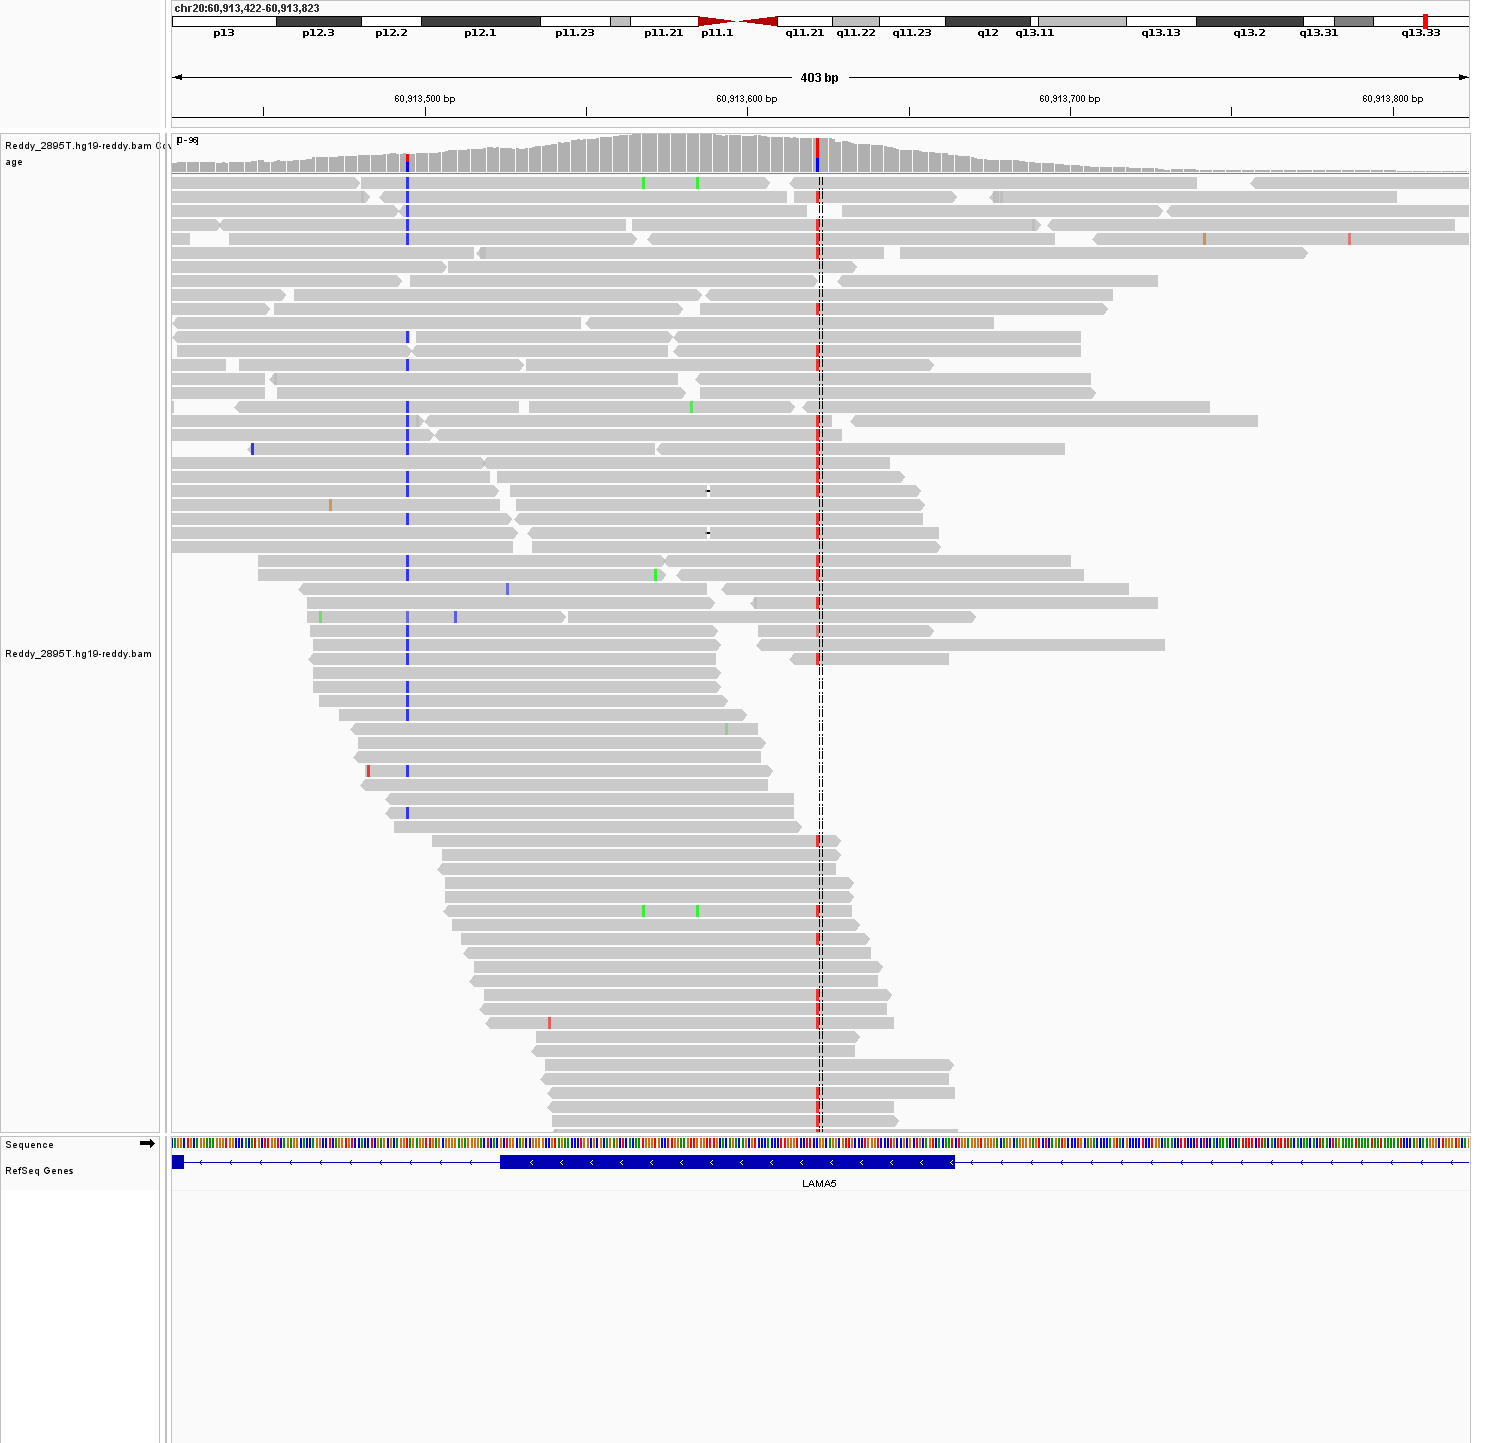 chr20:60,913,422-60,913,823
p13 p12.3 p12.2 p12.1 p11.23 p11.21 p11.1 q11.21 q11.22 q11.23 q12 q13.11 q13.13 q13.2 q13.31 q13.33
403 bp
60,913,500 bp 60,913,600 bp 60,913,700 bp 60,913,800 bp
[0 - 96]
Reddy_2895T.hg19-reddy.bam Cov
age
Reddy_2895T.hg19-reddy.bam
Sequence
RefSeq Genes
LAMA5